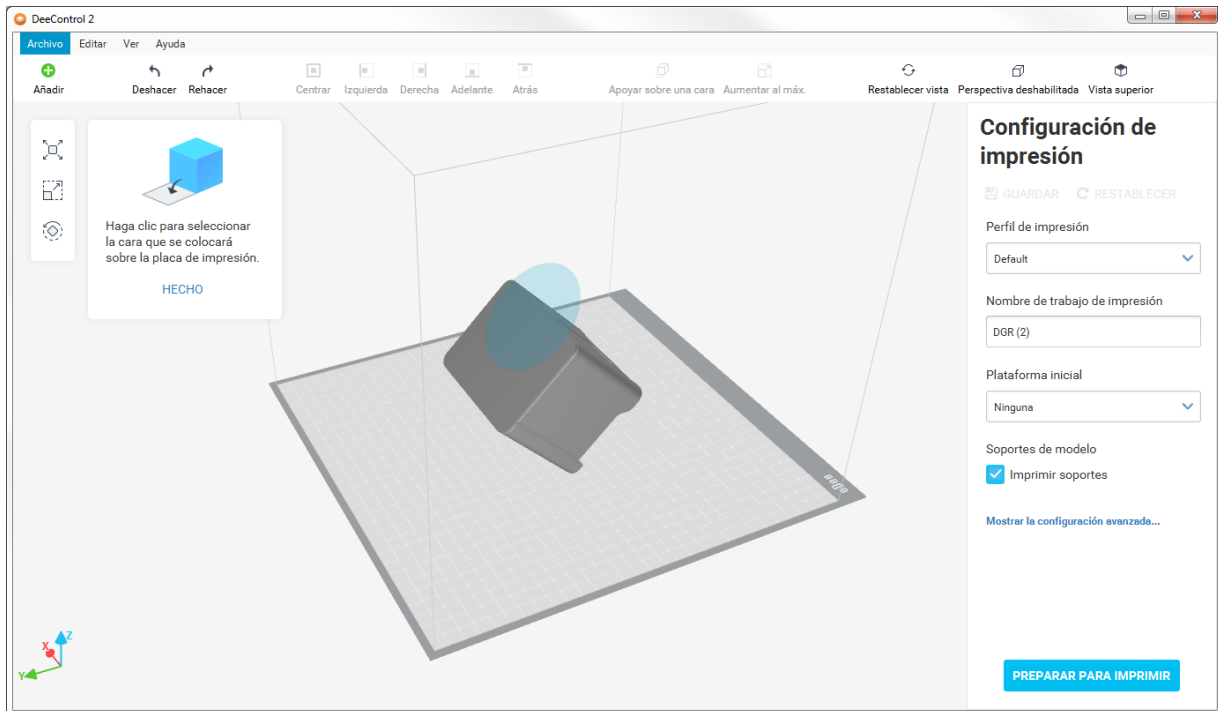 DeeControl 2
Archivo Editar Ver Ayuda
Añadir Deshacer Rehacer Centrar Izquierda Derecha Adelante Atrás Apoyar sobre una cara Aumentar al máx. Restablecer vista Perspectiva deshabilitada Vista superior
Haga clic para seleccionar
la cara que se colocará
sobre la placa de impresión.
HECHO
Configuración de
impresión
GUARDAR RESTABLECER
Perfil de impresión
Default
Nombre de trabajo de impresión
DGR (2)
Plataforma inicial
Ninguna
Soportes de modelo
Imprimir soportes
Mostrar la configuración avanzada...
PREPARAR PARA IMPRIMIR
X
Z
Y